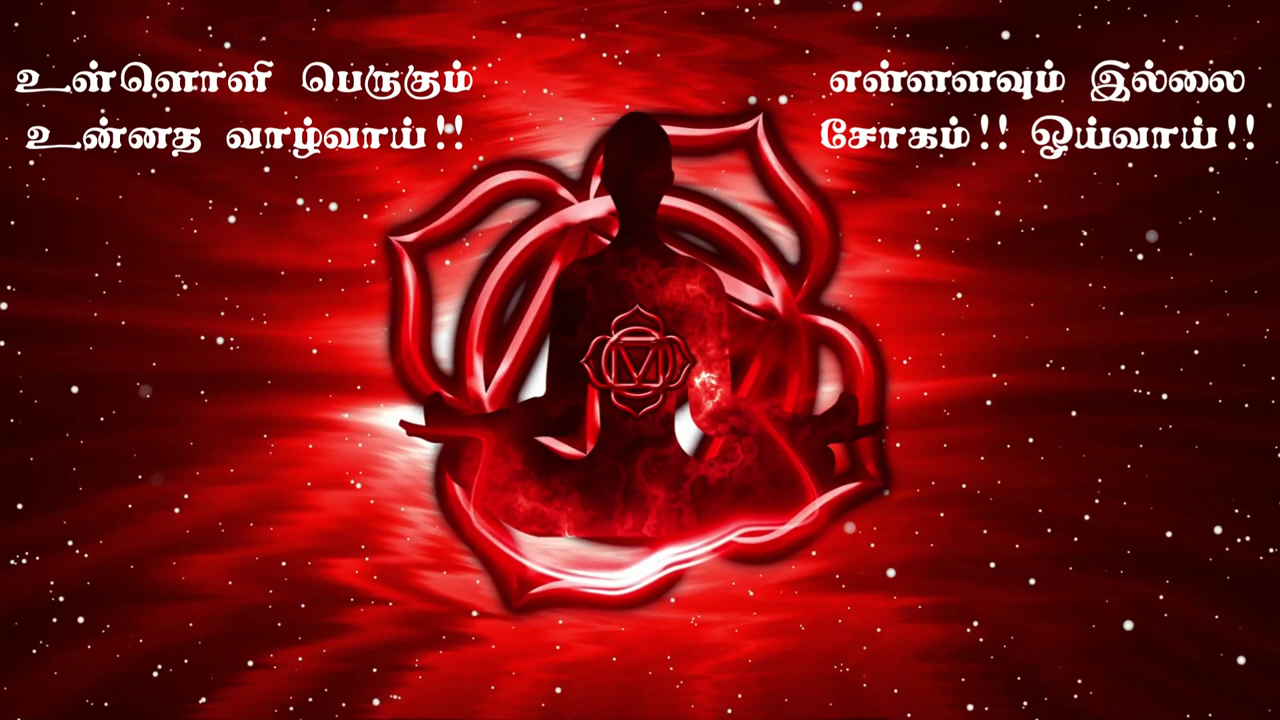 உள்ளொளி பெருகும்
உன்னத வாழ்வாய்!!
எள்ளளவும் இல்லை
சோகம்!! ஓய்வாய்!!